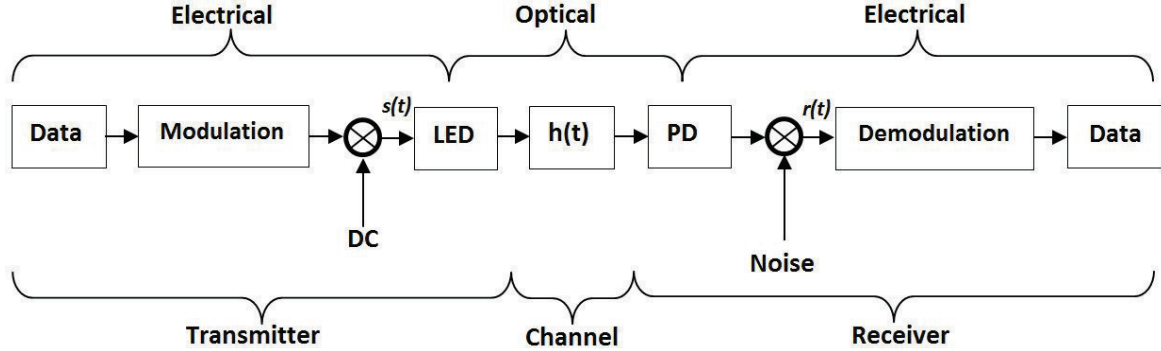 Electrical
Optical
Electrical
Data
Modulation
s(t)
LED
h(t)
PD
r(t)
Demodulation
Data
DC
Noise
Transmitter
Channel
Receiver